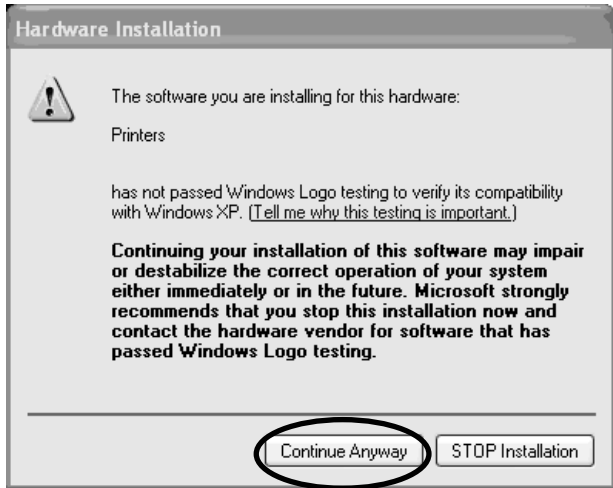 Hardware Installation
The software you are installing for this hardware:
Printers
has not passed Windows Logo testing to verify its compatibility
with Windows XP. (Tell me why this testing is important.)
Continuing your installation of this software may impair
or destabilize the correct operation of your system
either immediately or in the future. Microsoft strongly
recommends that you stop this installation now and
contact the hardware vendor for software that has
passed Windows Logo testing.
Continue Anyway STOP Installation